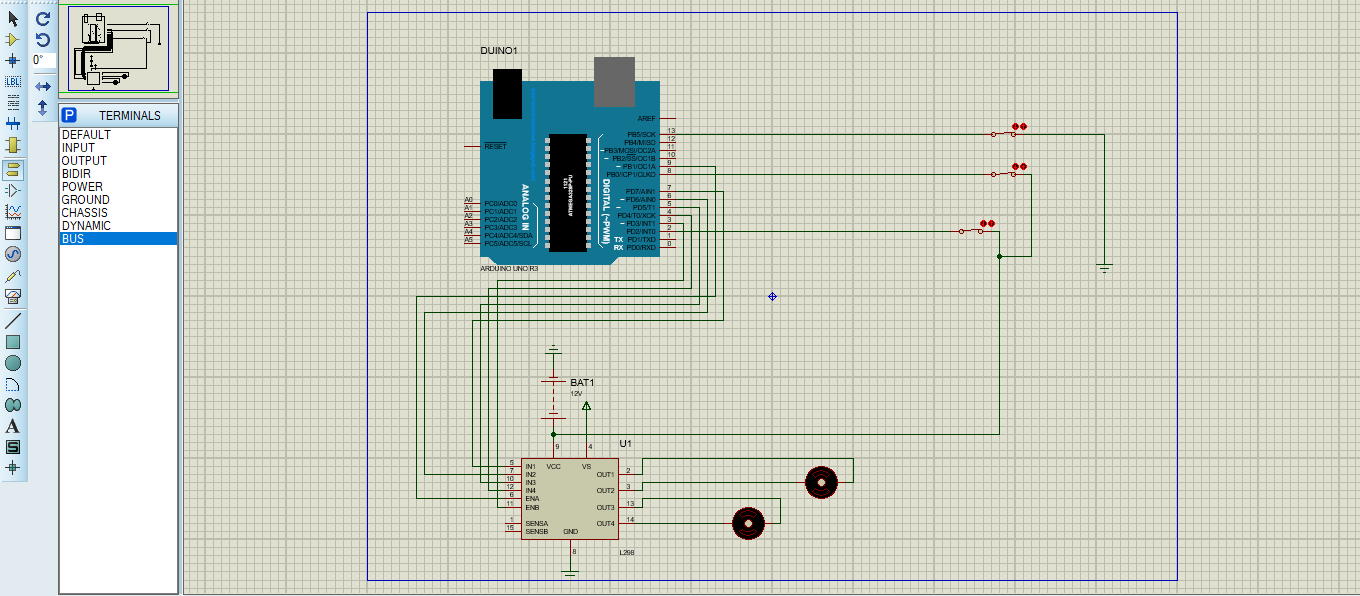 0°
LBL
A
S
P TERMINALS
DEFAULT
INPUT
OUTPUT
BIDIR
POWER
GROUND
CHASSIS
DYNAMIC
BUS
DUINO1
AREF
RESET
PB5/SCK 13
PB4/MISO 12
PB3/MOSI/OC2A 11
PB2/SS/OC1B 10
PB1/OC1A 9
PB0/ICP1/CLKO 8
PD7/AIN1 7
PD6/AIN0 6
PD5/T1 5
PD4/T0/XCK 4
PD3/INT1 3
PD2/INT0 2
TX PD1/TXD 1
RX PD0/RXD 0
DIGITAL (~PWM)
ANALOG IN
A0 PC0/ADC0
A1 PC1/ADC1
A2 PC2/ADC2
A3 PC3/ADC3
A4 PC4/ADC4/SDA
A5 PC5/ADC5/SCL
ARDUINO UNO R3
BAT1
12V
U1
9 4
VCC VS
5 IN1
7 IN2
10 IN3
12 IN4
6 ENA
11 ENB
1 SENSA
15 SENSB
OUT1 2
OUT2 3
OUT3 13
OUT4 14
GND
8
L298